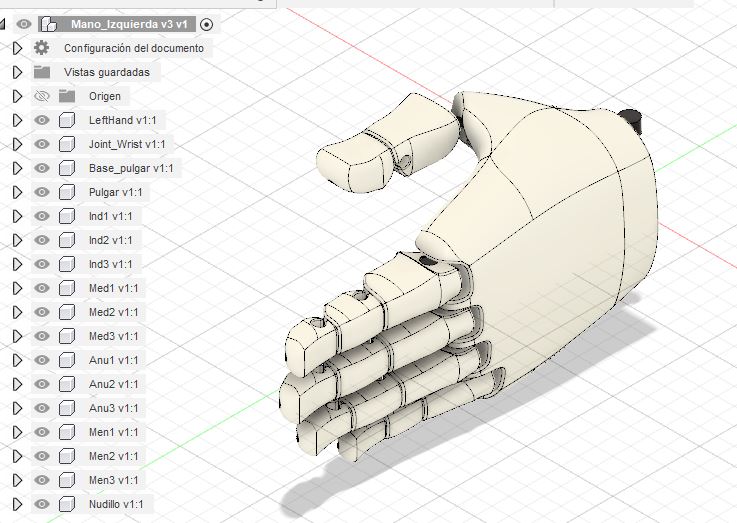 Mano_Izquierda v3 v1
Configuración del documento
Vistas guardadas
Origen
LeftHand v1:1
Joint_Wrist v1:1
Base_pulgar v1:1
Pulgar v1:1
Ind1 v1:1
Ind2 v1:1
Ind3 v1:1
Med1 v1:1
Med2 v1:1
Med3 v1:1
Anu1 v1:1
Anu2 v1:1
Anu3 v1:1
Men1 v1:1
Men2 v1:1
Men3 v1:1
Nudillo v1:1